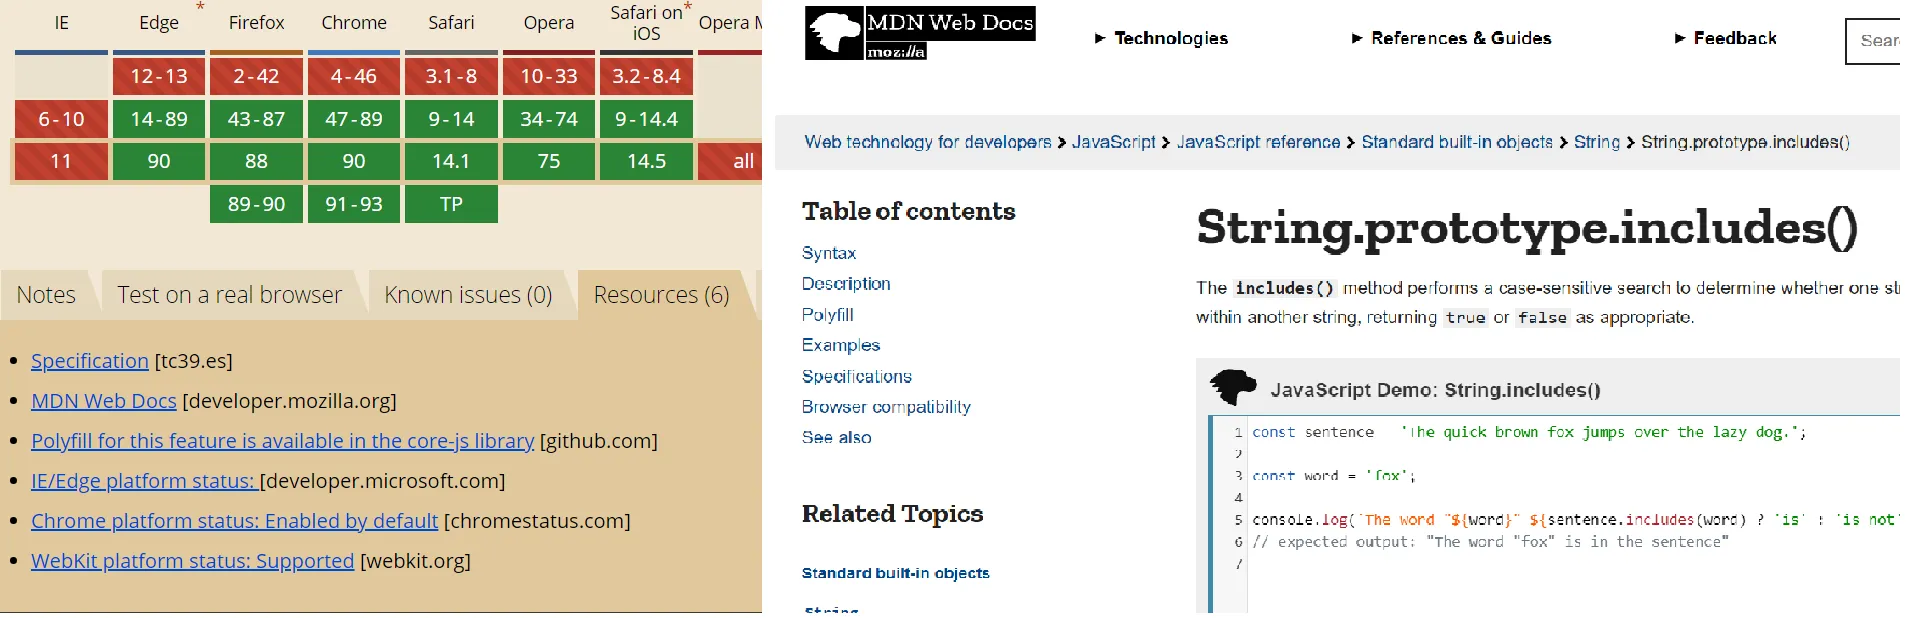 IE Edge * Firefox Chrome Safari Opera Safari on * iOS Opera M
12-13 2-42 4-46 3.1-8 10-33 3.2-8.4
6-10 14-89 43-87 47-89 9-14 34-74 9-14.4
11 90 88 90 14.1 75 14.5 all
89-90 91-93 TP
Notes Test on a real browser Known issues (0) Resources (6)
• Specification [tc39.es]
• MDN Web Docs [developer.mozilla.org]
• Polyfill for this feature is available in the core-js library [github.com]
• IE/Edge platform status: [developer.microsoft.com]
• Chrome platform status: Enabled by default [chromestatus.com]
• WebKit platform status: Supported [webkit.org]
MDN Web Docs
moz://a
▶ Technologies ▶ References & Guides ▶ Feedback
Sear
Web technology for developers > JavaScript > JavaScript reference > Standard built-in objects > String > String.prototype.includes()
Table of contents
Syntax
Description
Polyfill
Examples
Specifications
Browser compatibility
See also
Related Topics
Standard built-in objects
String
String.prototype.includes()
The includes() method performs a case-sensitive search to determine whether one st
within another string, returning true or false as appropriate.
JavaScript Demo: String.includes()
1 const sentence 'The quick brown fox jumps over the lazy dog.';
2
3 const word = 'fox';
4
5 console.log(`The word "${word}" ${sentence.includes(word) ? 'is' : 'is not'
6 // expected output: "The word "fox" is in the sentence"
7